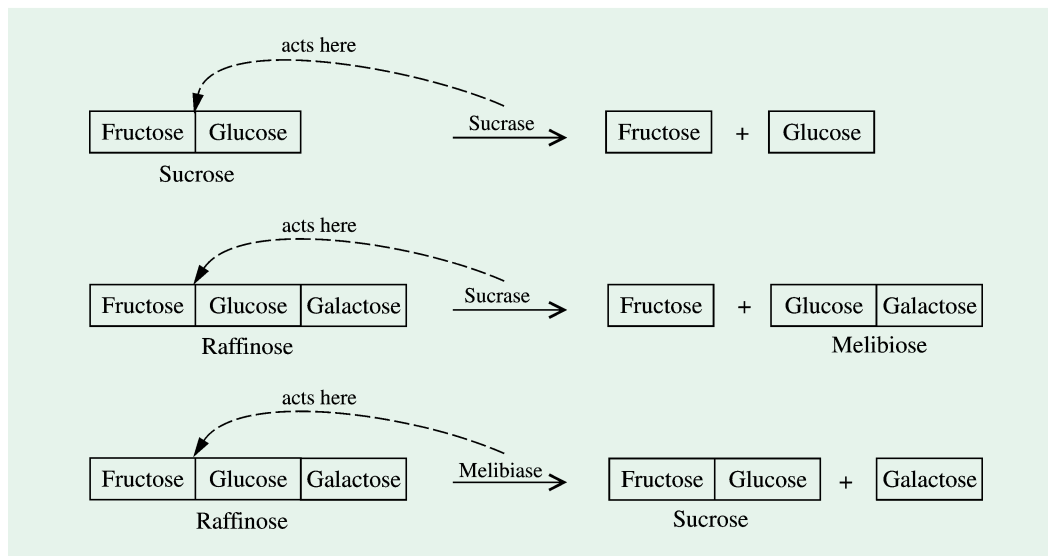 acts here
Fructose Glucose Sucrase Fructose + Glucose
Sucrose
acts here
Fructose Glucose Galactose Sucrase Fructose + Glucose Galactose
Raffinose Melibiose
acts here
Fructose Glucose Galactose Melibiase Fructose Glucose + Galactose
Raffinose Sucrose